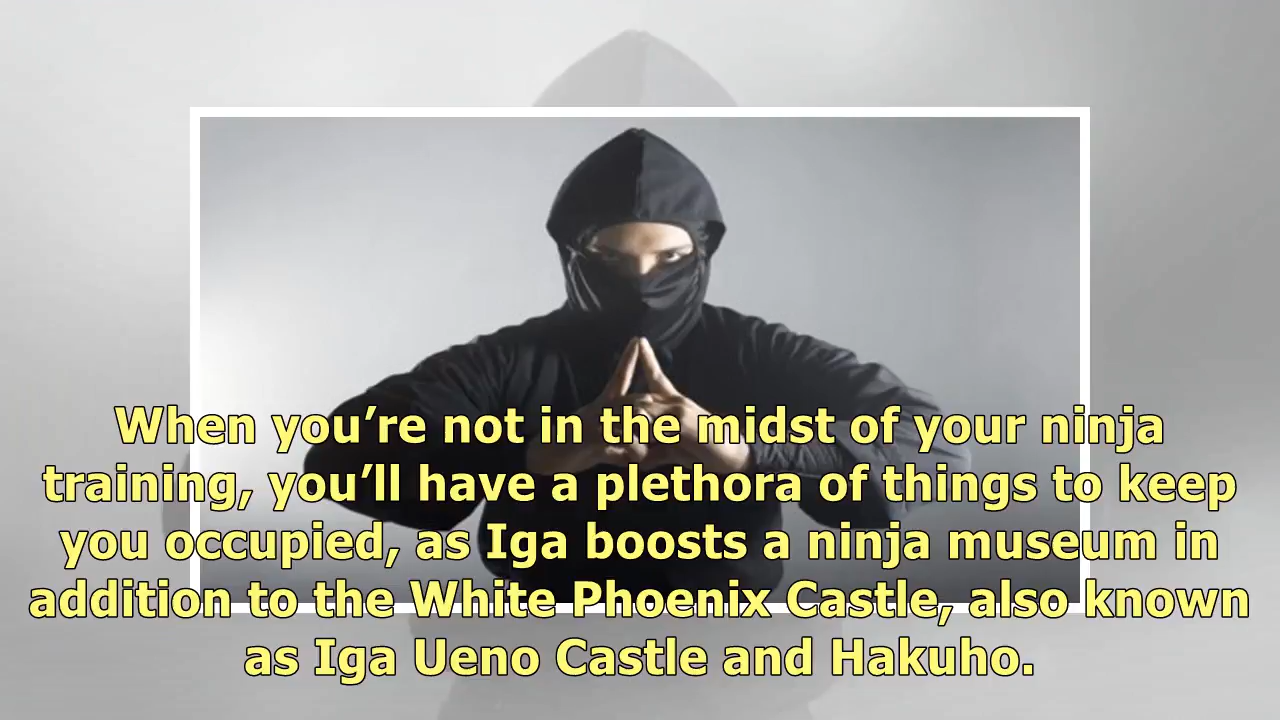 When you’re not in the midst of your ninja
training, you’ll have a plethora of things to keep
you occupied, as Iga boosts a ninja museum in
addition to the White Phoenix Castle, also known
as Iga Ueno Castle and Hakuho.